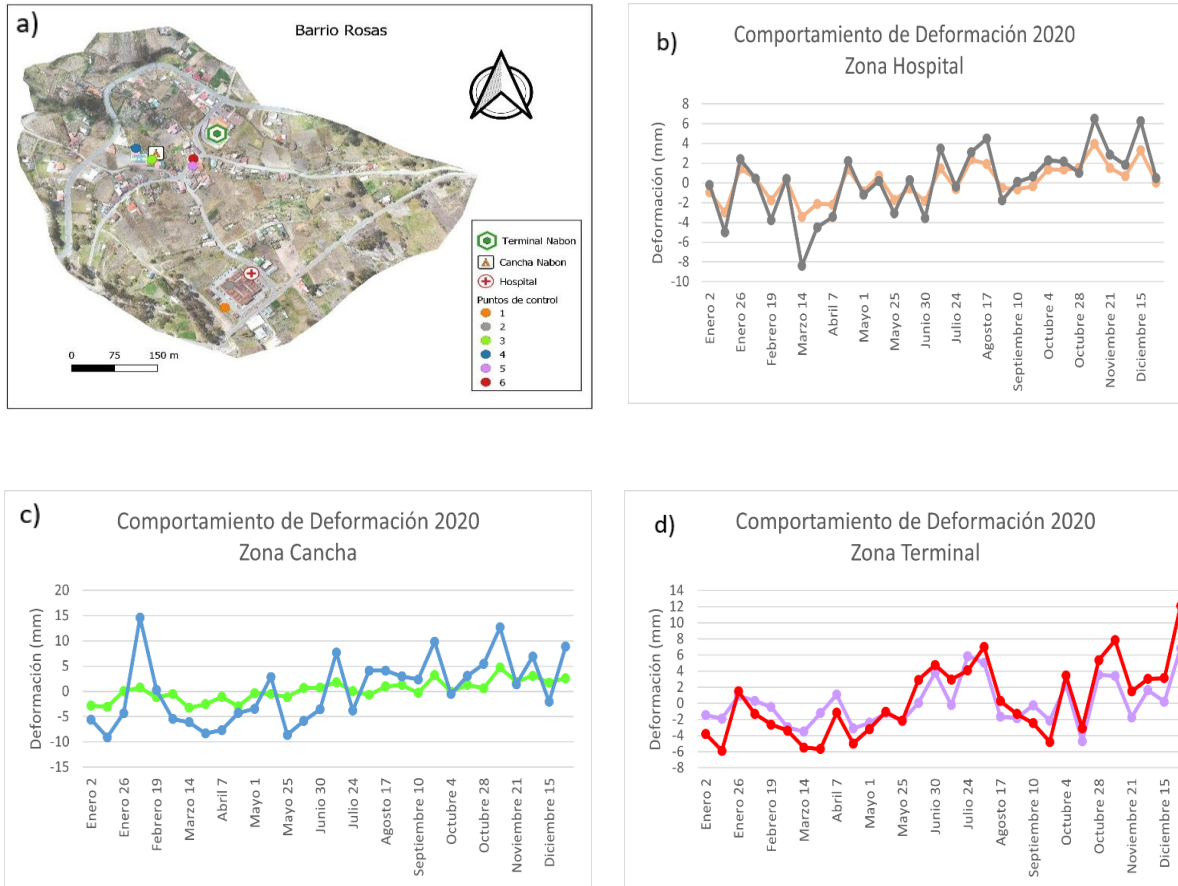 a)
Barrio Rosas
Terminal Nabon
Cancha Nabon
Hospital
Puntos de control
1
2
3
4
5
6
0 75 150 m
b)
Comportamiento de Deformación 2020
Zona Hospital
Deformación (mm)
8
6
4
2
0
-2
-4
-6
-8
-10
Enero 2
Enero 26
Febrero 19
Marzo 14
Abril 7
Mayo 1
Mayo 25
Junio 30
Julio 24
Agosto 17
Septiembre 10
Octubre 4
Octubre 28
Noviembre 21
Diciembre 15
c)
Comportamiento de Deformación 2020
Zona Cancha
Deformación (mm)
20
15
10
5
0
-5
-10
-15
Enero 2
Enero 26
Febrero 19
Marzo 14
Abril 7
Mayo 1
Mayo 25
Junio 30
Julio 24
Agosto 17
Septiembre 10
Octubre 4
Octubre 28
Noviembre 21
Diciembre 15
d)
Comportamiento de Deformación 2020
Zona Terminal
Deformación (mm)
14
12
10
8
6
4
2
0
-2
-4
-6
-8
Enero 2
Enero 26
Febrero 19
Marzo 14
Abril 7
Mayo 1
Mayo 25
Junio 30
Julio 24
Agosto 17
Septiembre 10
Octubre 4
Octubre 28
Noviembre 21
Diciembre 15